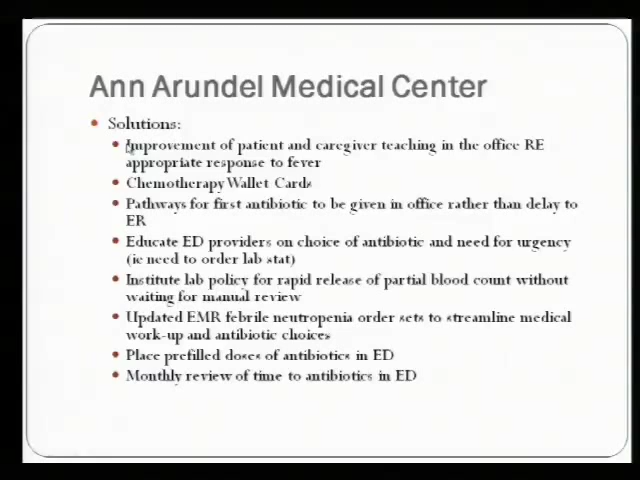 Ann Arundel Medical Center
Solutions:
Improvement of patient and caregiver teaching in the office RE
appropriate response to fever
Chemotherapy Wallet Cards
Pathways for first antibiotic to be given in office rather than delay to
ER
Educate ED providers on choice of antibiotic and need for urgency
(ie need to order lab stat)
Institute lab policy for rapid release of partial blood count without
waiting for manual review
Updated EMR febrile neutropenia order sets to streamline medical
work-up and antibiotic choices
Place prefilled doses of antibiotics in ED
Monthly review of time to antibiotics in ED